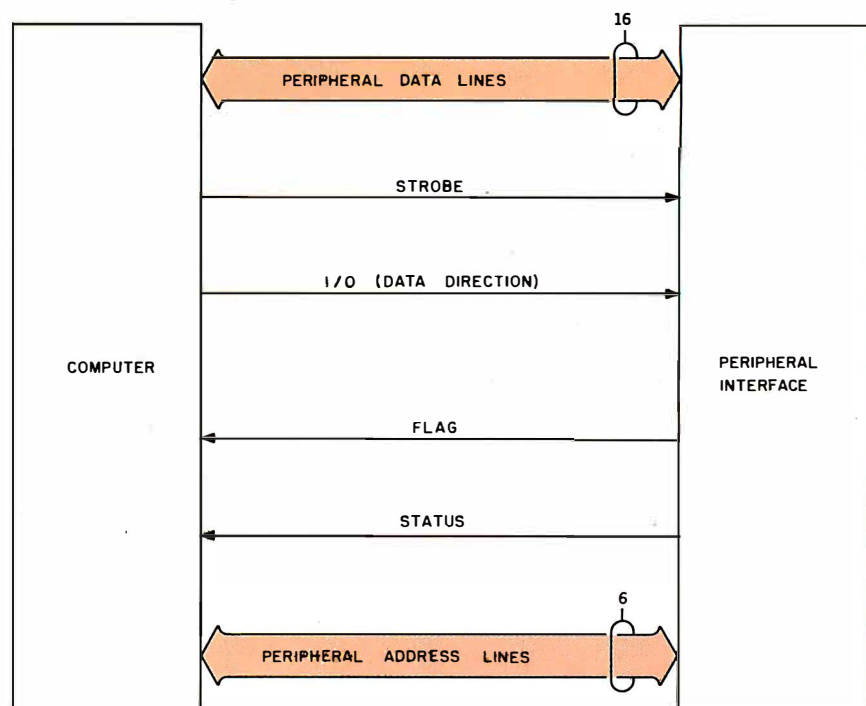 16
PERIPHERAL DATA LINES
STROBE
I/O (DATA DIRECTION)
COMPUTER
PERIPHERAL
INTERFACE
FLAG
STATUS
6
PERIPHERAL ADDRESS LINES